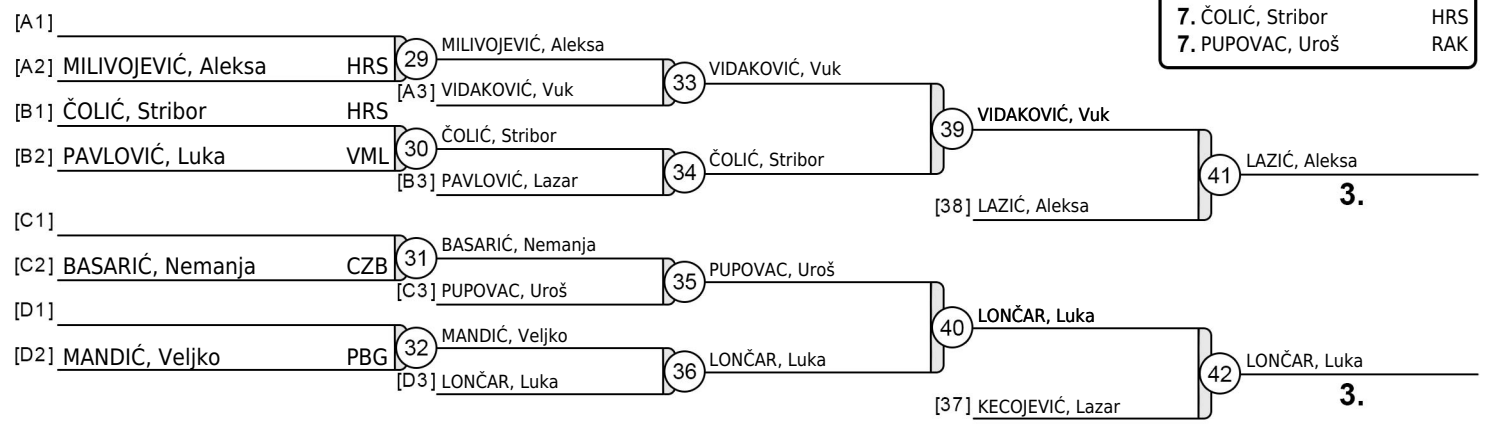 7. ČOLIĆ, Stribor HRS
7. PUPOVAC, Uroš RAK
[A1]
[A2] MILIVOJEVIĆ, Aleksa HRS
29
MILIVOJEVIĆ, Aleksa
[A3] VIDAKOVIĆ, Vuk
33
VIDAKOVIĆ, Vuk
[B1] ČOLIĆ, Stribor HRS
[B2] PAVLOVIĆ, Luka VML
30
ČOLIĆ, Stribor
[B3] PAVLOVIĆ, Lazar
34
ČOLIĆ, Stribor
39
VIDAKOVIĆ, Vuk
[38] LAZIĆ, Aleksa
41
LAZIĆ, Aleksa
3.
[C1]
[C2] BASARIĆ, Nemanja CZB
31
BASARIĆ, Nemanja
[C3] PUPOVAC, Uroš
35
PUPOVAC, Uroš
[D1]
[D2] MANDIĆ, Veljko PBG
32
MANDIĆ, Veljko
[D3] LONČAR, Luka
36
LONČAR, Luka
40
LONČAR, Luka
[37] KECOJEVIĆ, Lazar
42
LONČAR, Luka
3.